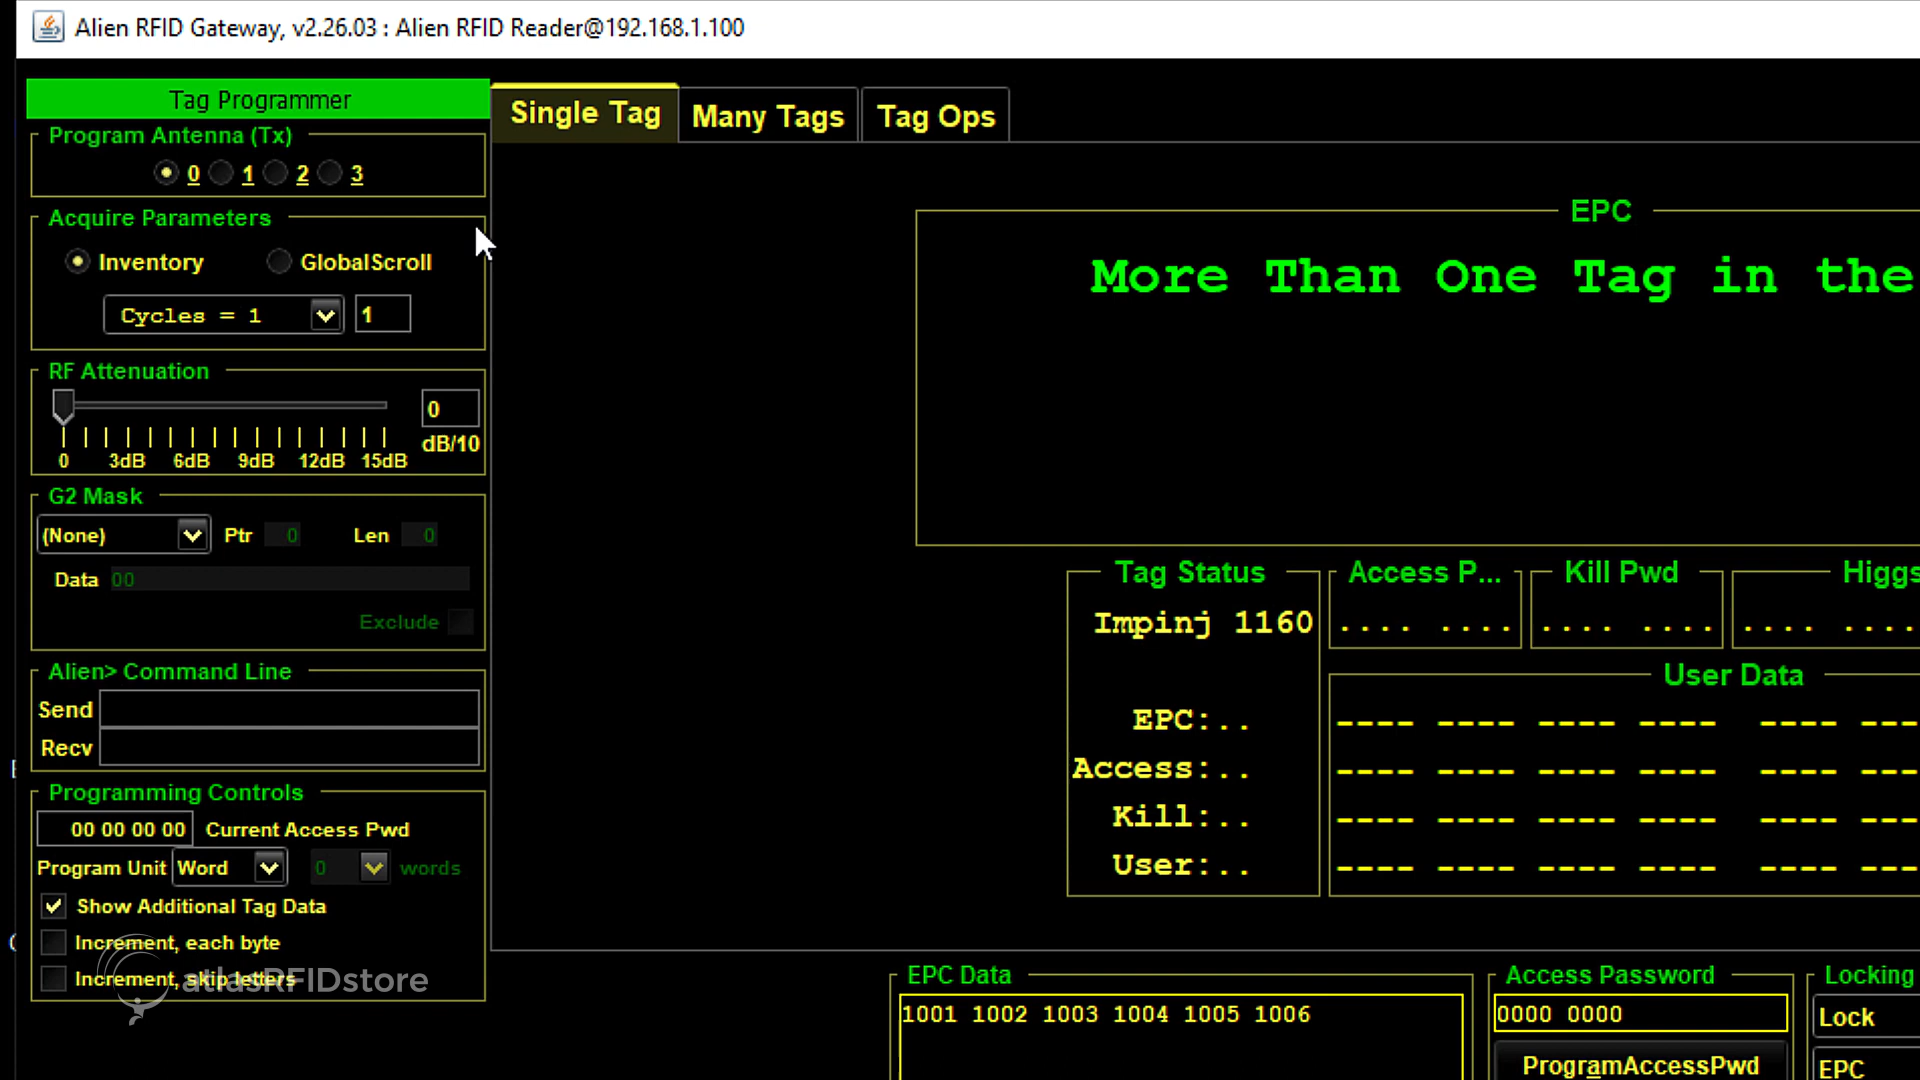 Alien RFID Gateway, v2.26.03 : Alien RFID Reader@192.168.1.100
Tag Programmer
Single Tag
Many Tags
Tag Ops
Program Antenna (Tx)
0 1 2 3
Acquire Parameters
Inventory GlobalScroll
Cycles = 1 1
RF Attenuation
0
dB/10
0 3dB 6dB 9dB 12dB 15dB
G2 Mask
(None) Ptr 0 Len 0
Data 00
Exclude
Alien> Command Line
Send
Recv
Programming Controls
00 00 00 00 Current Access Pwd
Program Unit Word 0 words
Show Additional Tag Data
Increment, each byte
Increment, skip letters
atlasRFIDstore
EPC
More Than One Tag in the
Tag Status
Impinj 1160
EPC:..
Access:..
Kill:..
User:..
Access P...
.... ....
Kill Pwd
.... ....
Higgs
.... ....
User Data
---- ---- ---- ---- ---- ---
---- ---- ---- ---- ---- ---
---- ---- ---- ---- ---- ---
---- ---- ---- ---- ---- ---
EPC Data
1001 1002 1003 1004 1005 1006
Access Password
0000 0000
ProgramAccessPwd
Locking
Lock
EPC